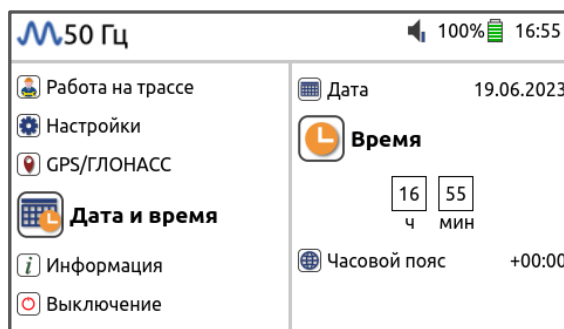 50 Гц 100% 16:55
Работа на трассе
Настройки
GPS/ГЛОНАСС
Дата и время
Информация
Выключение
Дата 19.06.2023
Время
16 55
ч мин
Часовой пояс +00:00